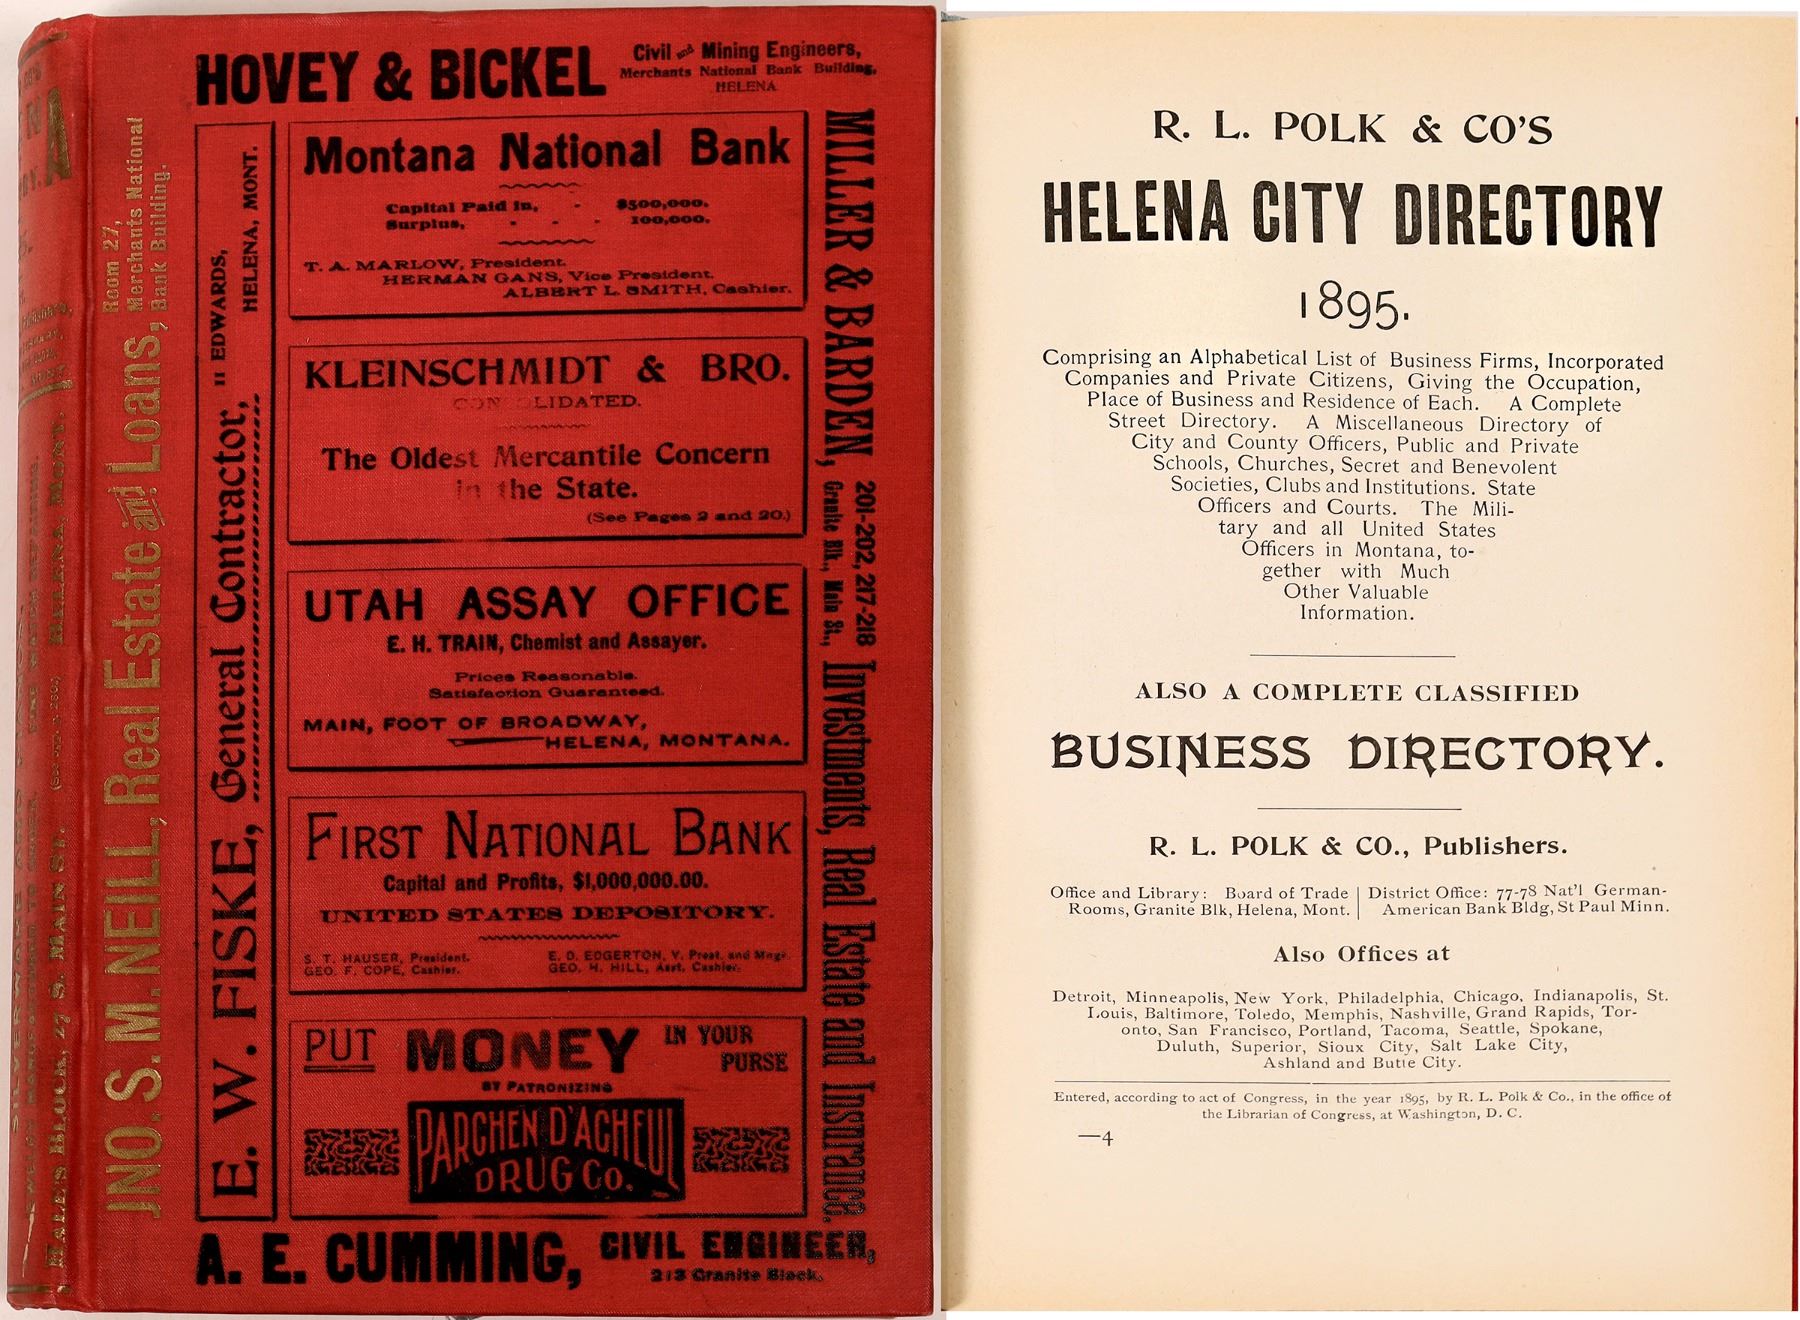 HOVEY & BICKEL
Civil and Mining Engineers,
Merchants National Bank Building,
HELENA
Montana National Bank
Capital Paid in, - $500,000.
Surplus, - - - 100,000.
T. A. MARLOW, President.
HERMAN GANS, Vice President.
ALBERT L. SMITH, Cashier.
KLEINSCHMIDT & BRO.
CONSOLIDATED.
The Oldest Mercantile Concern
in the State.
(See Pages 2 and 20.)
UTAH ASSAY OFFICE
E. H. TRAIN, Chemist and Assayer.
Prices Reasonable.
Satisfaction Guaranteed.
MAIN, FOOT OF BROADWAY,
HELENA, MONTANA.
FIRST NATIONAL BANK
Capital and Profits, $1,000,000.00.
UNITED STATES DEPOSITORY.
S. T. HAUSER, President.
GEO. F. COPE, Cashier.
E. D. EDGERTON, V. Prest. and Mngr.
GEO. H. HILL, Asst. Cashier.
PUT MONEY IN YOUR
PURSE
BY PATRONIZING
PARCHEN D'ACHEUL
DRUG CO.
A. E. CUMMING, CIVIL ENGINEER,
213 Granite Block.
E. W. FISKE, General Contractor, " EDWARDS,
HELENA, MONT.
MILLER & BARDEN, 201-202, 217-218
Granite Blk., Main St., Investments, Real Estate and Insurance.
JNO. S. M. NEILL, Real Estate and Loans, Room 27,
Merchants National
Bank Building.
HALE'S BLOCK, 27 S. MAIN ST. HELENA, MONT.
R. L. POLK & CO'S
HELENA CITY DIRECTORY
1895.
Comprising an Alphabetical List of Business Firms, Incorporated
Companies and Private Citizens, Giving the Occupation,
Place of Business and Residence of Each. A Complete
Street Directory. A Miscellaneous Directory of
City and County Officers, Public and Private
Schools, Churches, Secret and Benevolent
Societies, Clubs and Institutions. State
Officers and Courts. The Mili-
tary and all United States
Officers in Montana, to-
gether with Much
Other Valuable
Information.
ALSO A COMPLETE CLASSIFIED
BUSINESS DIRECTORY.
R. L. POLK & CO., Publishers.
Office and Library: Board of Trade
Rooms, Granite Blk, Helena, Mont.
District Office: 77-78 Nat'l German-
American Bank Bldg, St Paul Minn.
Also Offices at
Detroit, Minneapolis, New York, Philadelphia, Chicago, Indianapolis, St.
Louis, Baltimore, Toledo, Memphis, Nashville, Grand Rapids, Tor-
onto, San Francisco, Portland, Tacoma, Seattle, Spokane,
Duluth, Superior, Sioux City, Salt Lake City,
Ashland and Butte City.
Entered, according to act of Congress, in the year 1895, by R. L. Polk & Co., in the office of
the Librarian of Congress, at Washington, D. C.
—4